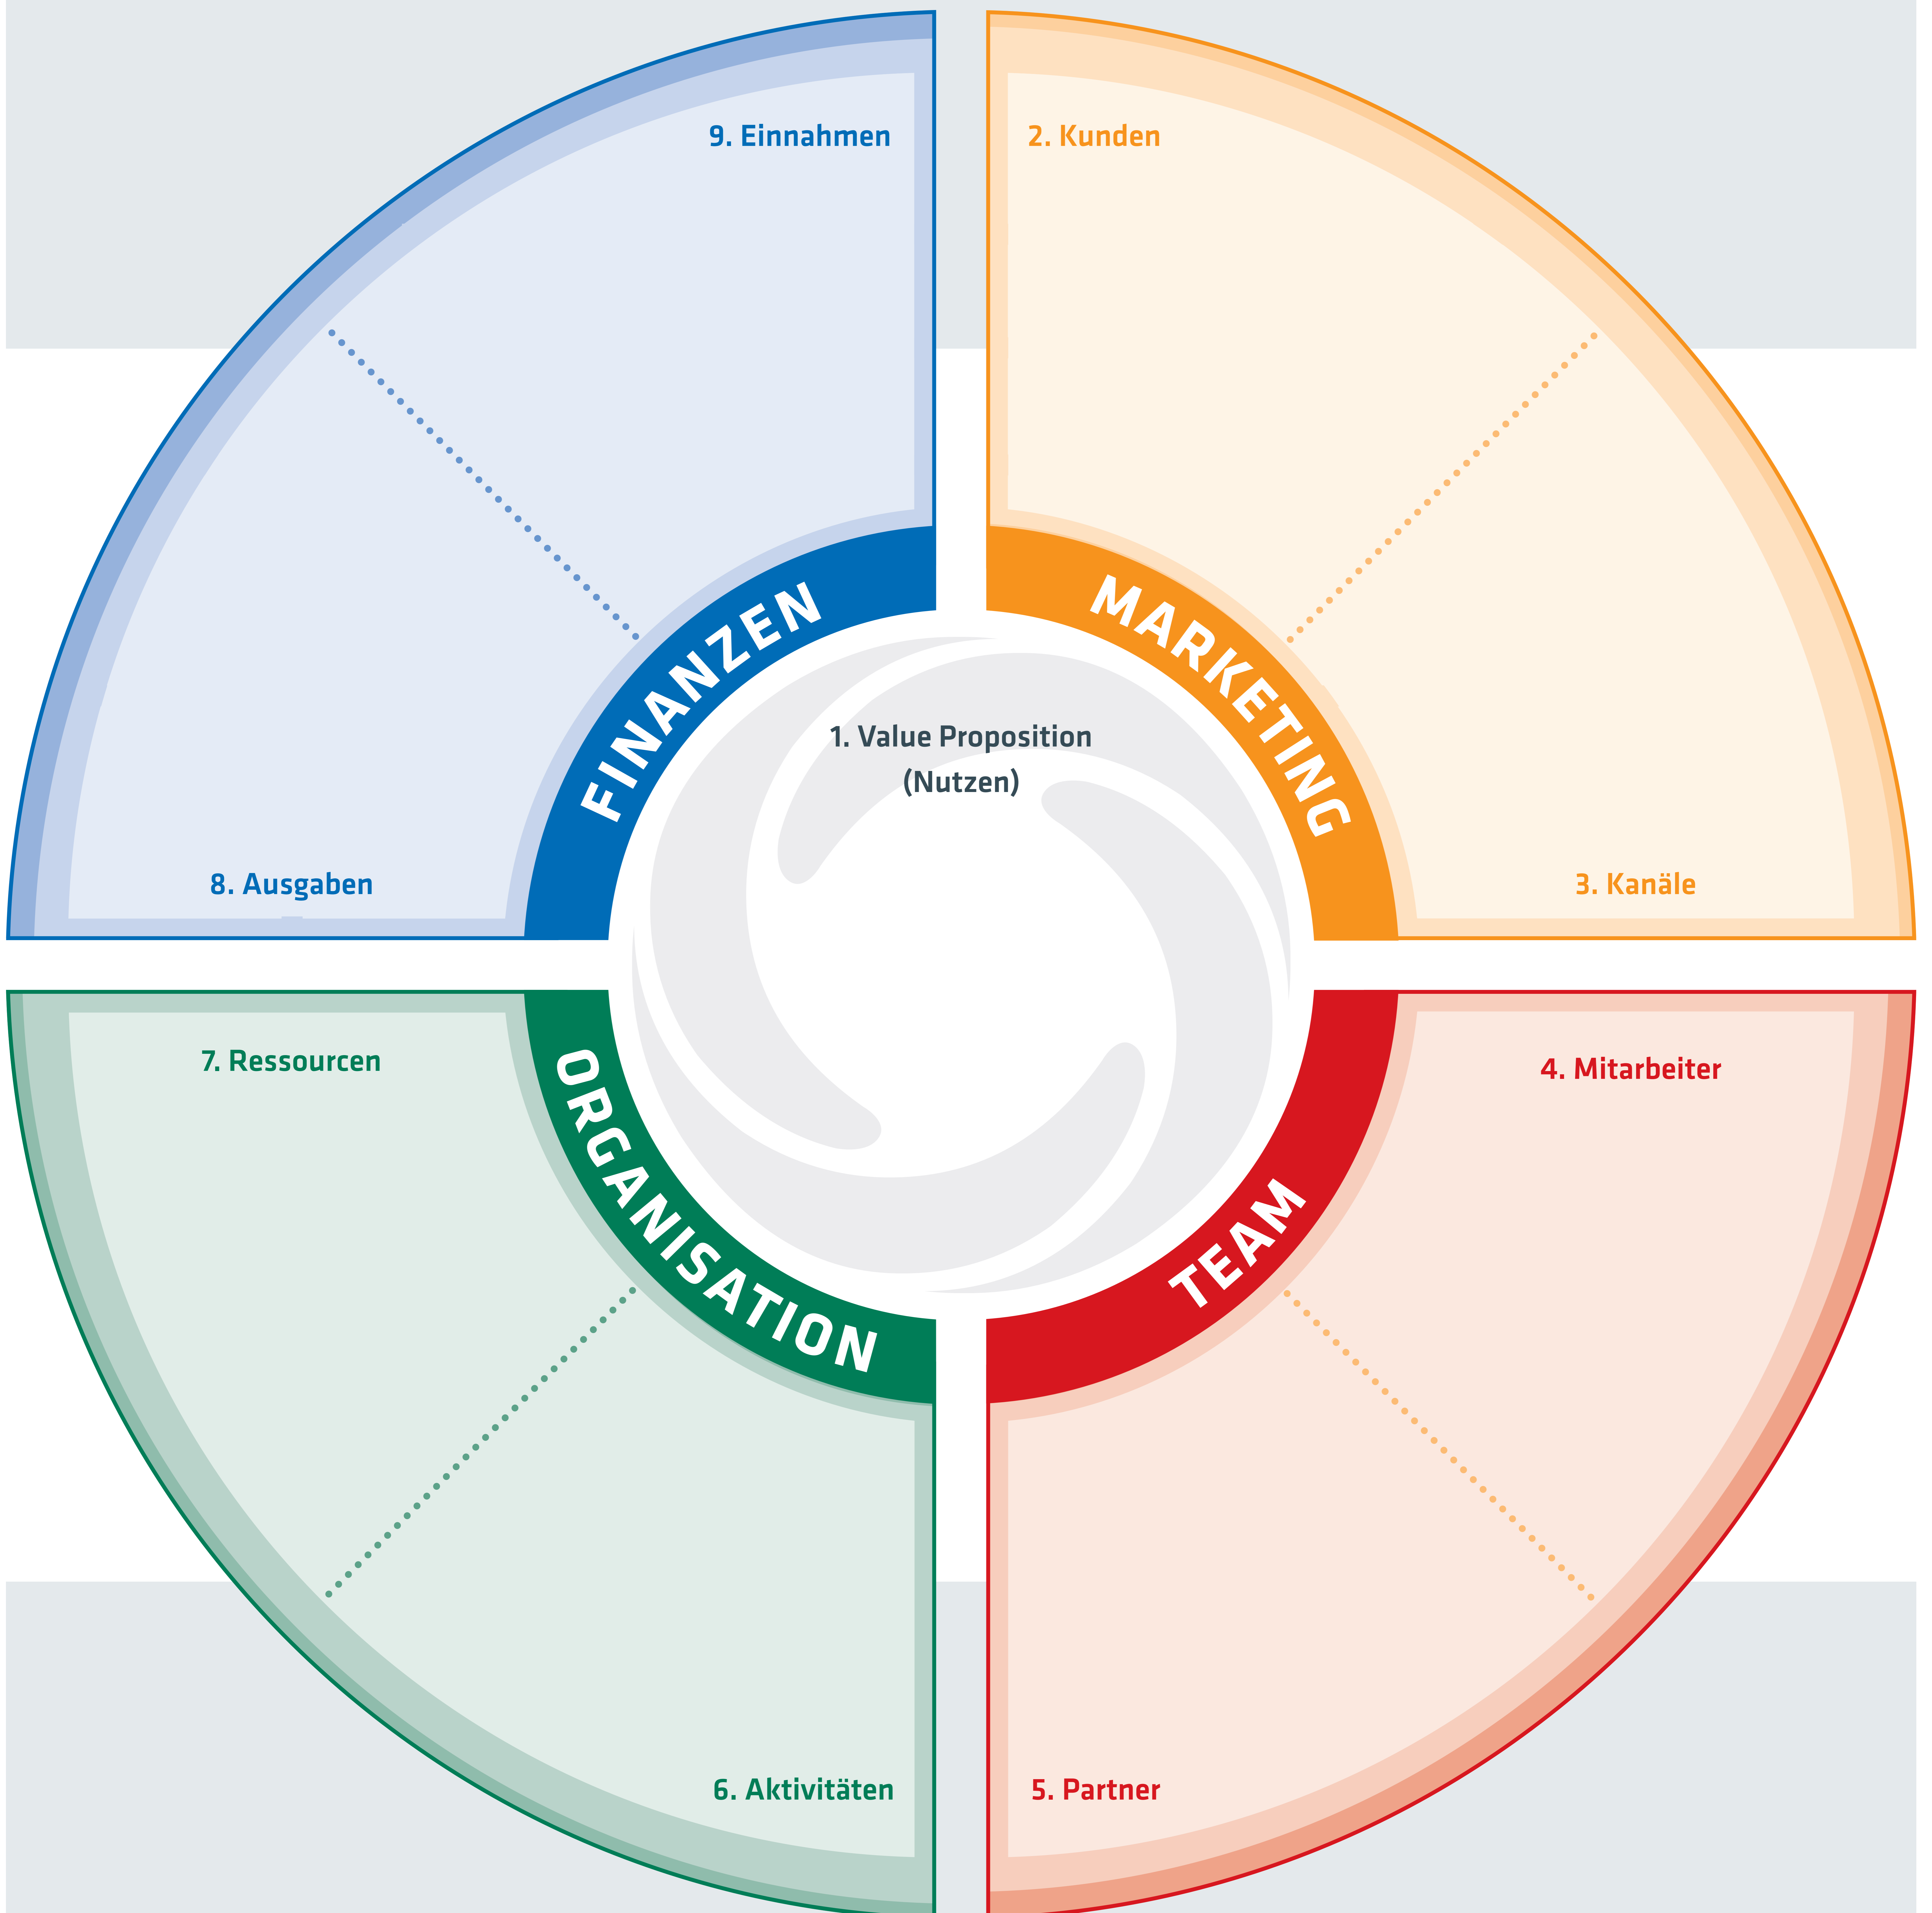 9. Einnahmen
2. Kunden
FINANZEN
MARKETING
1. Value Proposition
(Nutzen)
8. Ausgaben
3. Kanäle
7. Ressourcen
4. Mitarbeiter
ORGANISATION
TEAM
6. Aktivitäten
5. Partner